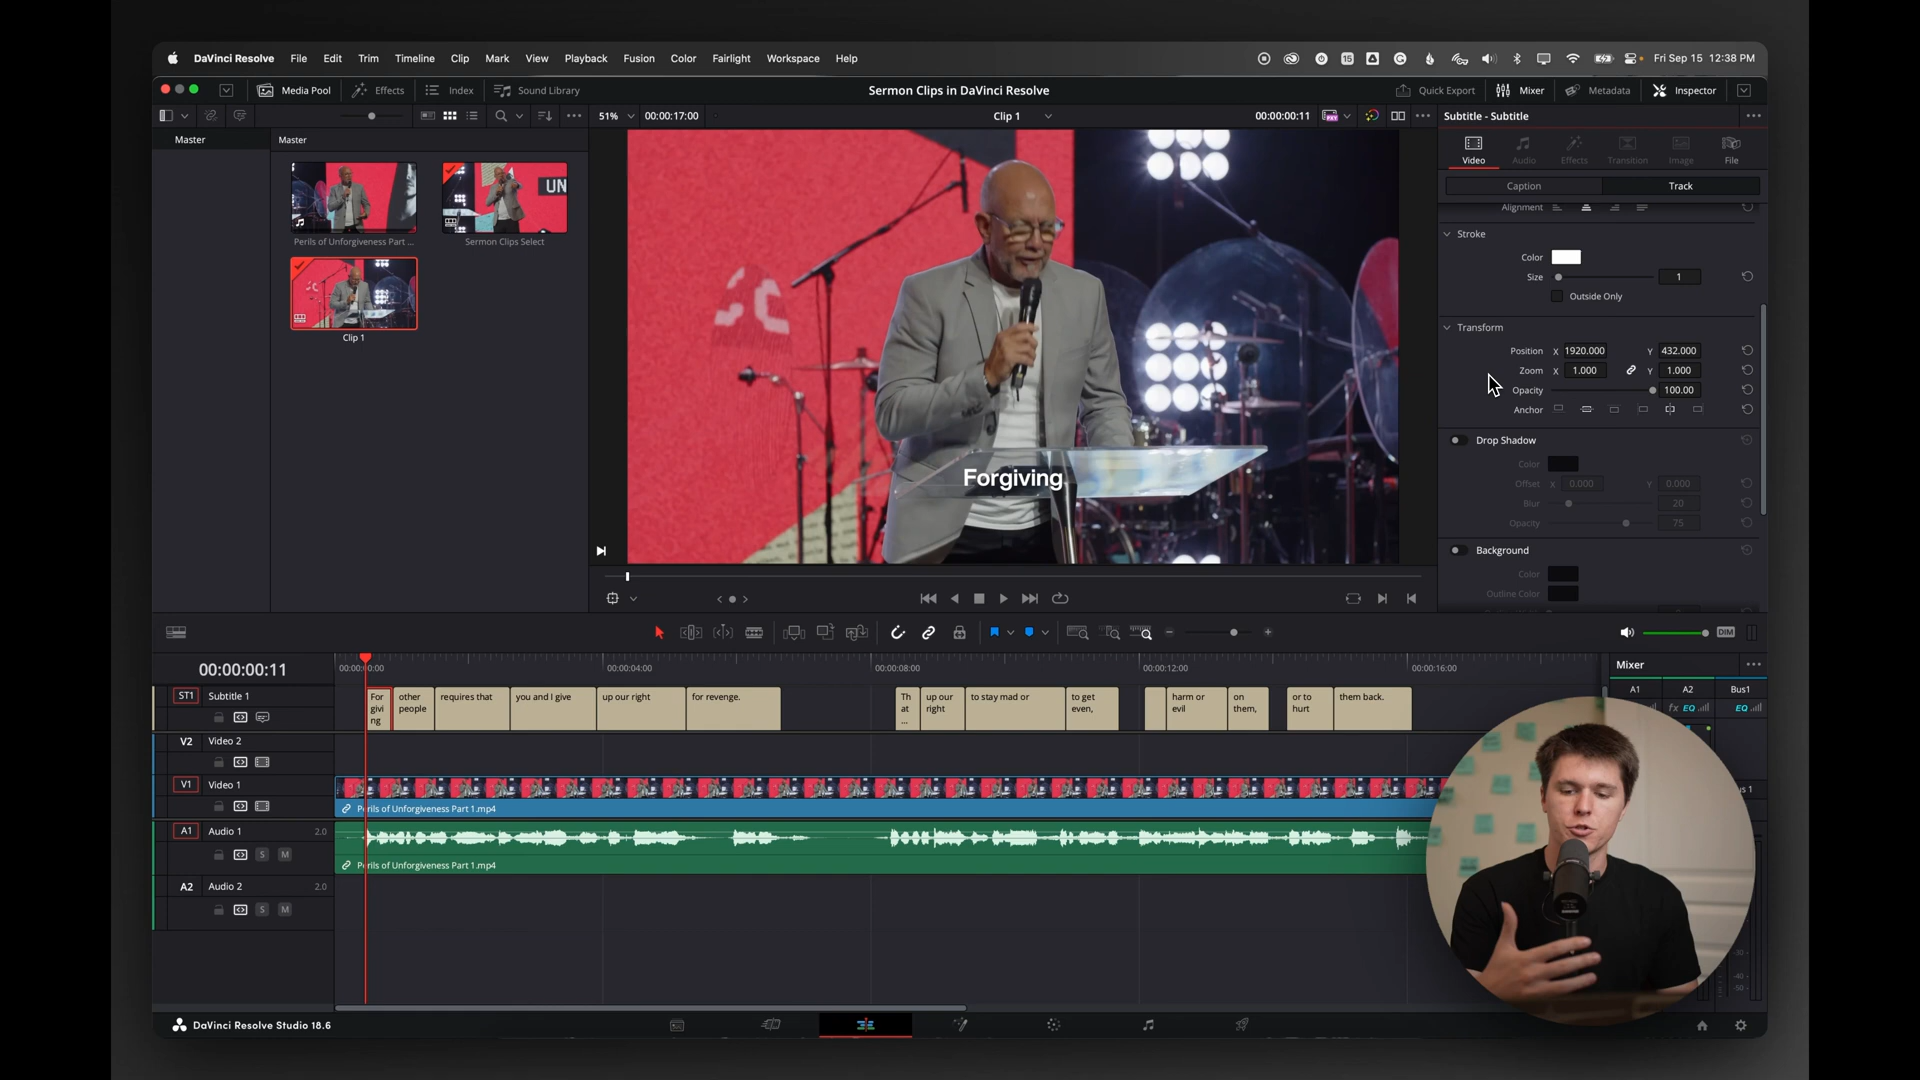 DaVinci Resolve File Edit Trim Timeline Clip Mark View Playback Fusion Color Fairlight Workspace Help
15
Fri Sep 15 12:38 PM
Media Pool Effects Index Sound Library
Sermon Clips in DaVinci Resolve
Quick Export Mixer Metadata Inspector
51% 00:00:17:00
Clip 1
00:00:00:11
Subtitle - Subtitle
Master
Master
Video Audio Effects Transition Image File
Caption Track
Alignment
Stroke
Color
Size 1
Outside Only
Transform
Position X 1920.000 Y 432.000
Zoom X 1.000 Y 1.000
Opacity 100.00
Anchor
Drop Shadow
Color
Offset X 0.000 Y 0.000
Blur 20
Opacity 75
Background
Color
Outline Color
UN
Perils of Unforgiveness Part ...
Sermon Clips Select
Clip 1
Forgiving
DIM
00:00:00:11
00:00:04:00
00:00:08:00
00:00:12:00
00:00:16:00
Mixer
A1 A2 Bus1
fx EQ EQ
ST1 Subtitle 1
For
givi
ng
other
people
requires that
you and I give
up our right
for revenge.
Th
at
...
up our
right
to stay mad or
to get
even,
harm or
evil
on
them,
or to
hurt
them back.
V2 Video 2
V1 Video 1
Perils of Unforgiveness Part 1.mp4
A1 Audio 1 2.0
S M
Perils of Unforgiveness Part 1.mp4
A2 Audio 2 2.0
S M
-30
-40
-50
DaVinci Resolve Studio 18.6